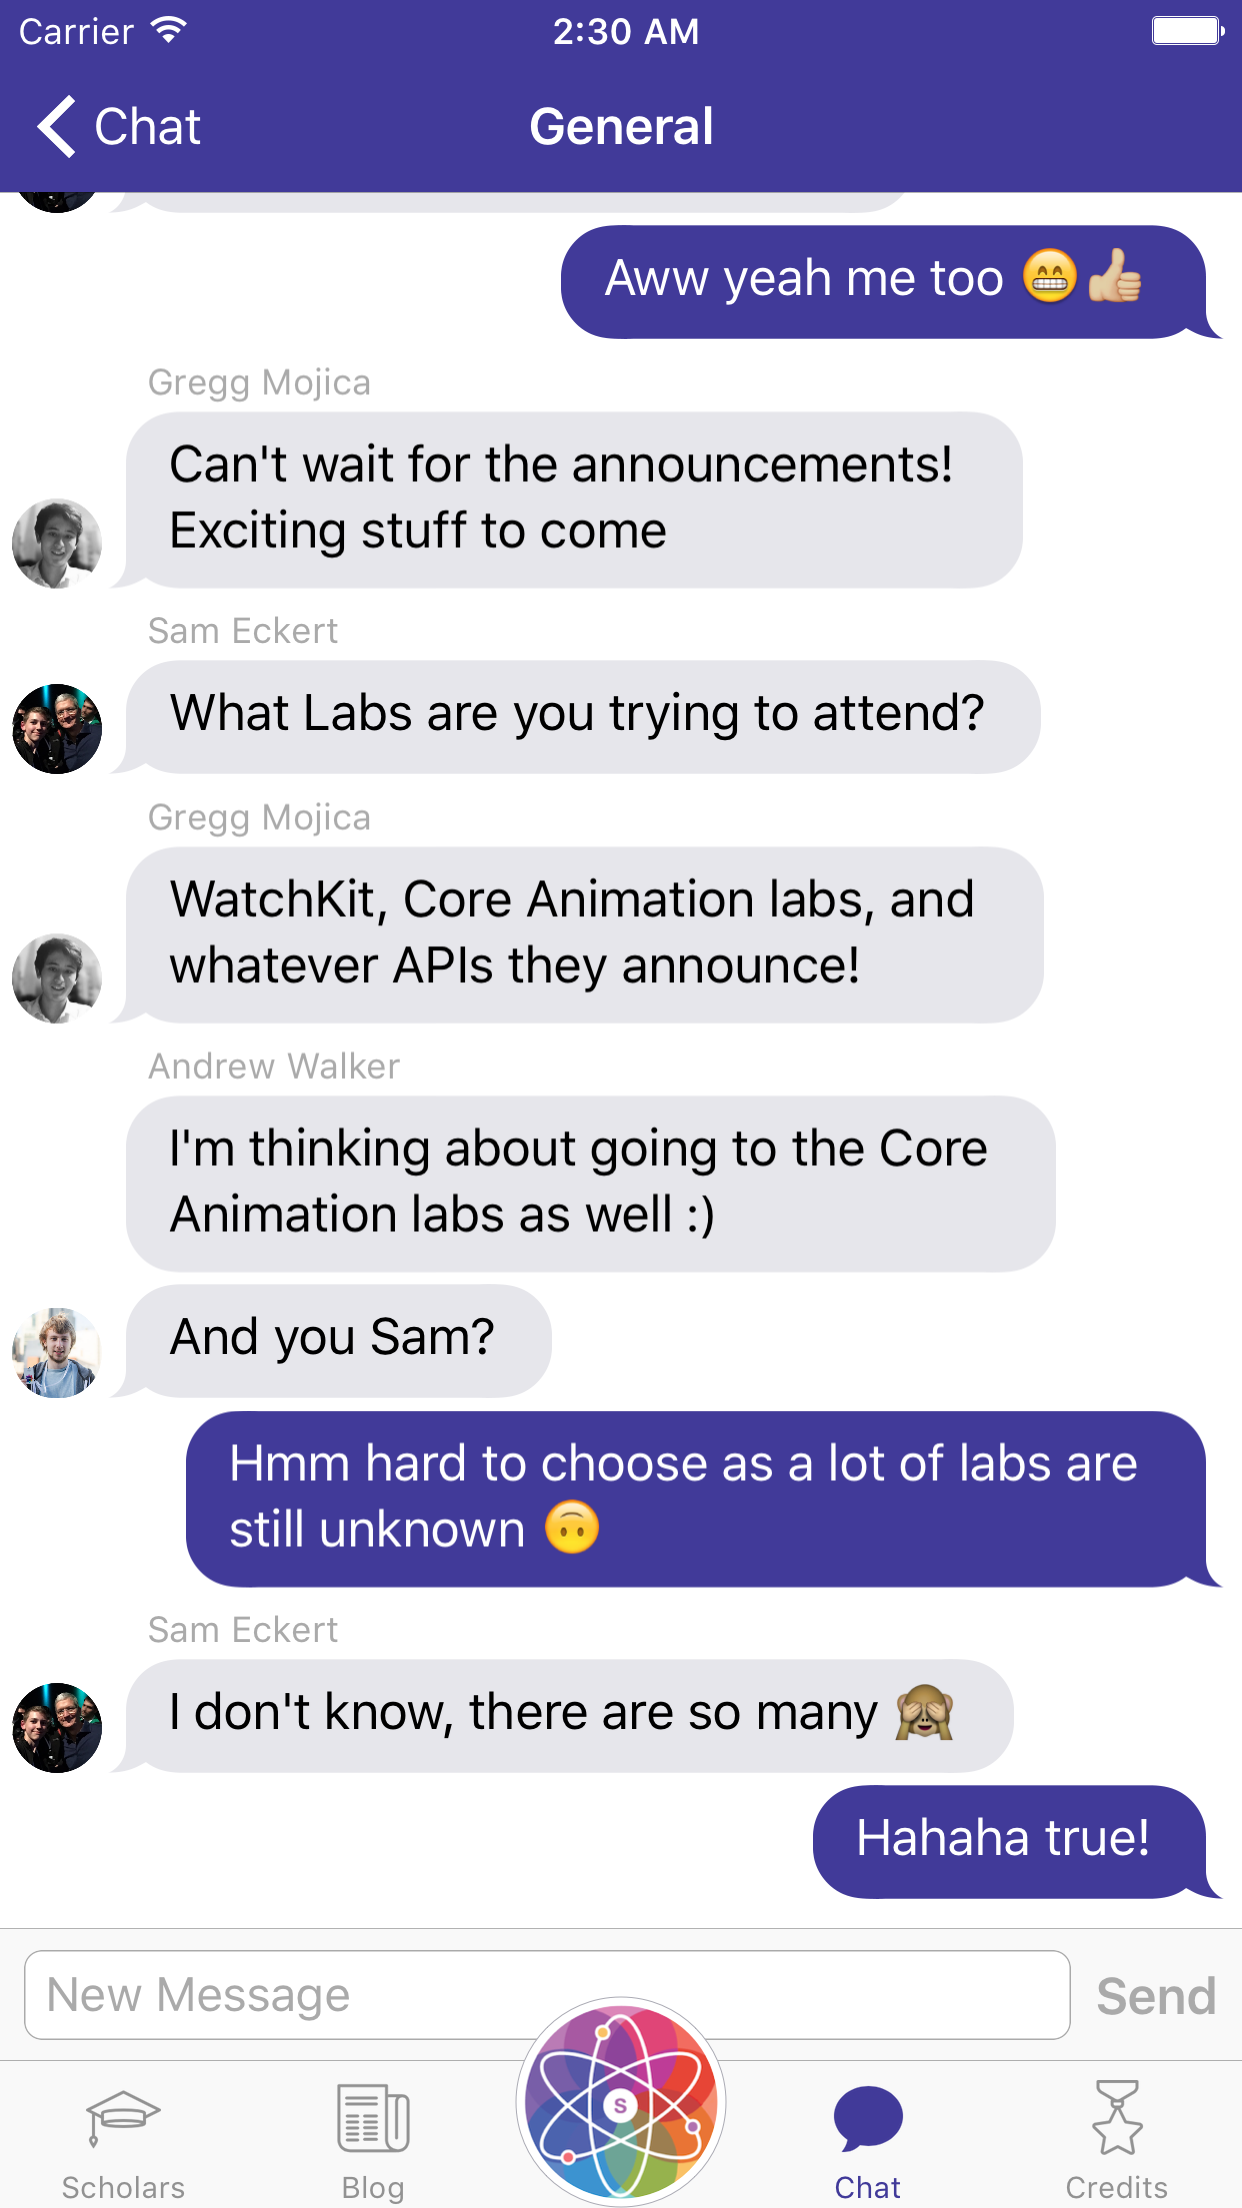 Carrier 2:30 AM
Chat General
Aww yeah me too 😁👍🏼
Gregg Mojica
Can't wait for the announcements!
Exciting stuff to come
Sam Eckert
What Labs are you trying to attend?
Gregg Mojica
WatchKit, Core Animation labs, and
whatever APIs they announce!
Andrew Walker
I'm thinking about going to the Core
Animation labs as well :)
And you Sam?
Hmm hard to choose as a lot of labs are
still unknown 🙃
Sam Eckert
I don't know, there are so many 🙈
Hahaha true!
New Message Send
S
Scholars Blog Chat Credits